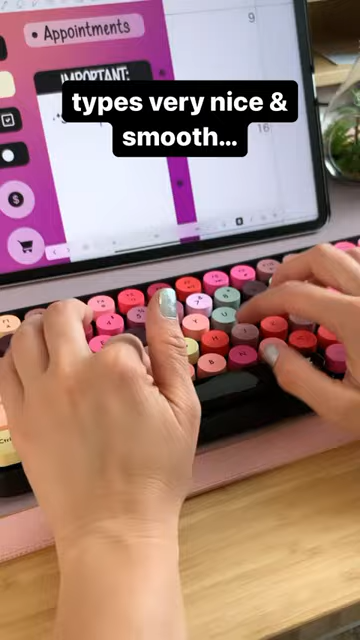 • Appointments
IMPORTANT:
types very nice &
smooth...
9
16
$
U
H
B
N